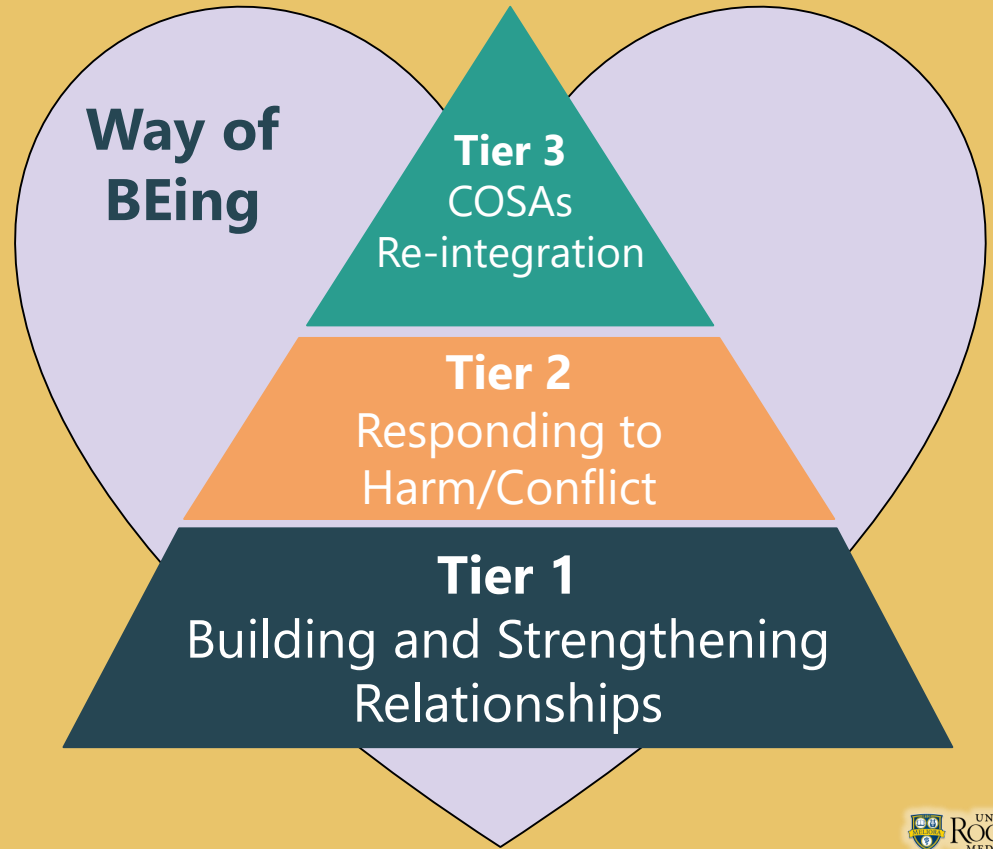 Way of
BEing
Tier 3
COSAs
Re-integration
Tier 2
Responding to
Harm/Conflict
Tier 1
Building and Strengthening
Relationships
MELIORA